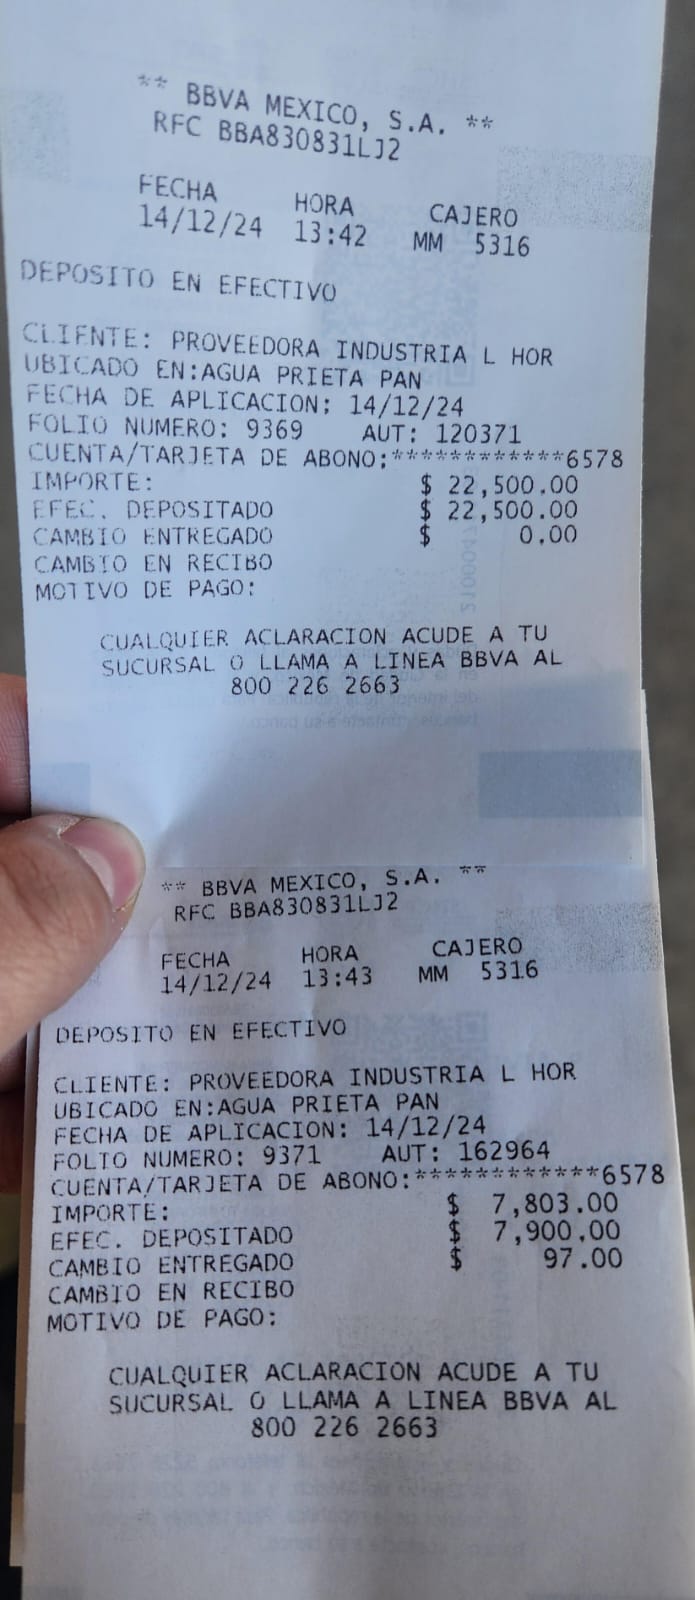 ** BBVA MEXICO, S.A. **
RFC BBA830831LJ2
FECHA HORA CAJERO
14/12/24 13:42 MM 5316
DEPOSITO EN EFECTIVO
CLIENTE: PROVEEDORA INDUSTRIA L HOR
UBICADO EN:AGUA PRIETA PAN
FECHA DE APLICACION: 14/12/24
FOLIO NUMERO: 9369 AUT: 120371
CUENTA/TARJETA DE ABONO:************6578
IMPORTE: $ 22,500.00
EFEC. DEPOSITADO $ 22,500.00
CAMBIO ENTREGADO $ 0.00
CAMBIO EN RECIBO
MOTIVO DE PAGO:
CUALQUIER ACLARACION ACUDE A TU
SUCURSAL O LLAMA A LINEA BBVA AL
800 226 2663
** BBVA MEXICO, S.A. **
RFC BBA830831LJ2
FECHA HORA CAJERO
14/12/24 13:43 MM 5316
DEPOSITO EN EFECTIVO
CLIENTE: PROVEEDORA INDUSTRIA L HOR
UBICADO EN:AGUA PRIETA PAN
FECHA DE APLICACION: 14/12/24
FOLIO NUMERO: 9371 AUT: 162964
CUENTA/TARJETA DE ABONO:************6578
IMPORTE: $ 7,803.00
EFEC. DEPOSITADO $ 7,900.00
CAMBIO ENTREGADO $ 97.00
CAMBIO EN RECIBO
MOTIVO DE PAGO:
CUALQUIER ACLARACION ACUDE A TU
SUCURSAL O LLAMA A LINEA BBVA AL
800 226 2663